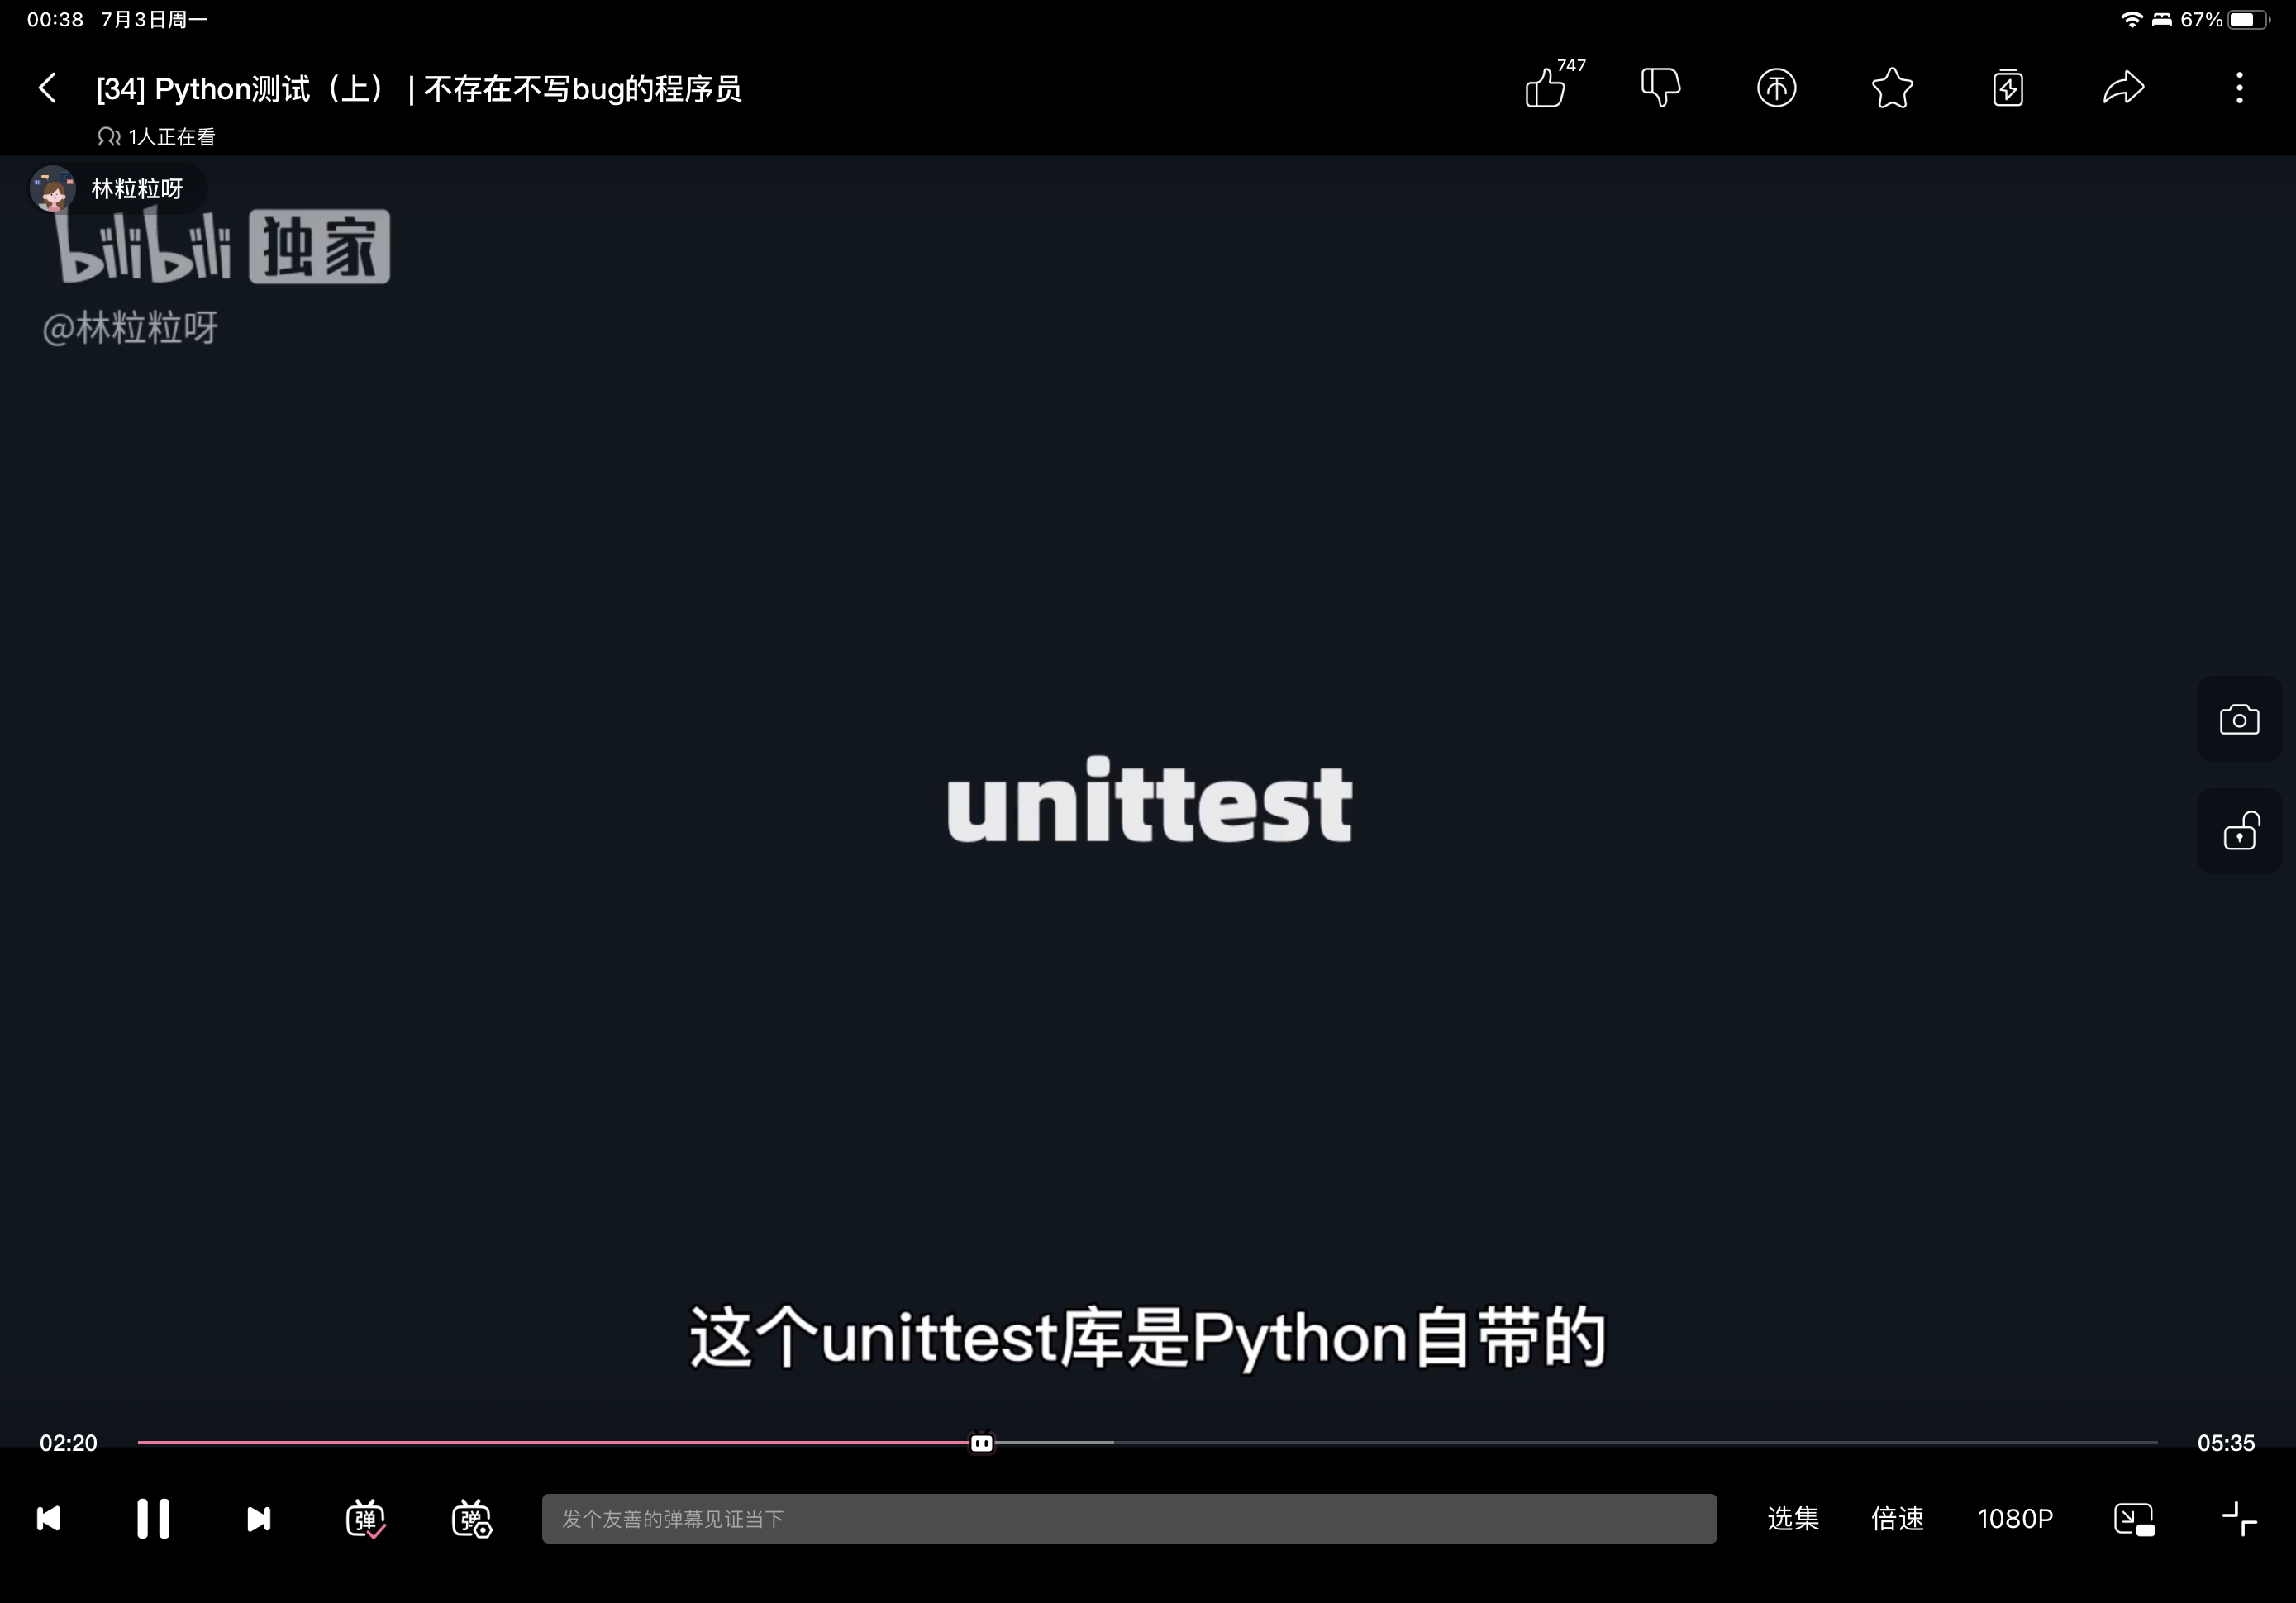 00:38 7月3日周一
67%
[34] Python测试（上） | 不存在不写bug的程序员
747
1人正在看
林粒粒呀
bilibili 独家
@林粒粒呀
unittest
这个unittest库是Python自带的
02:20
05:35
弹
弹
发个友善的弹幕见证当下
选集
倍速
1080P